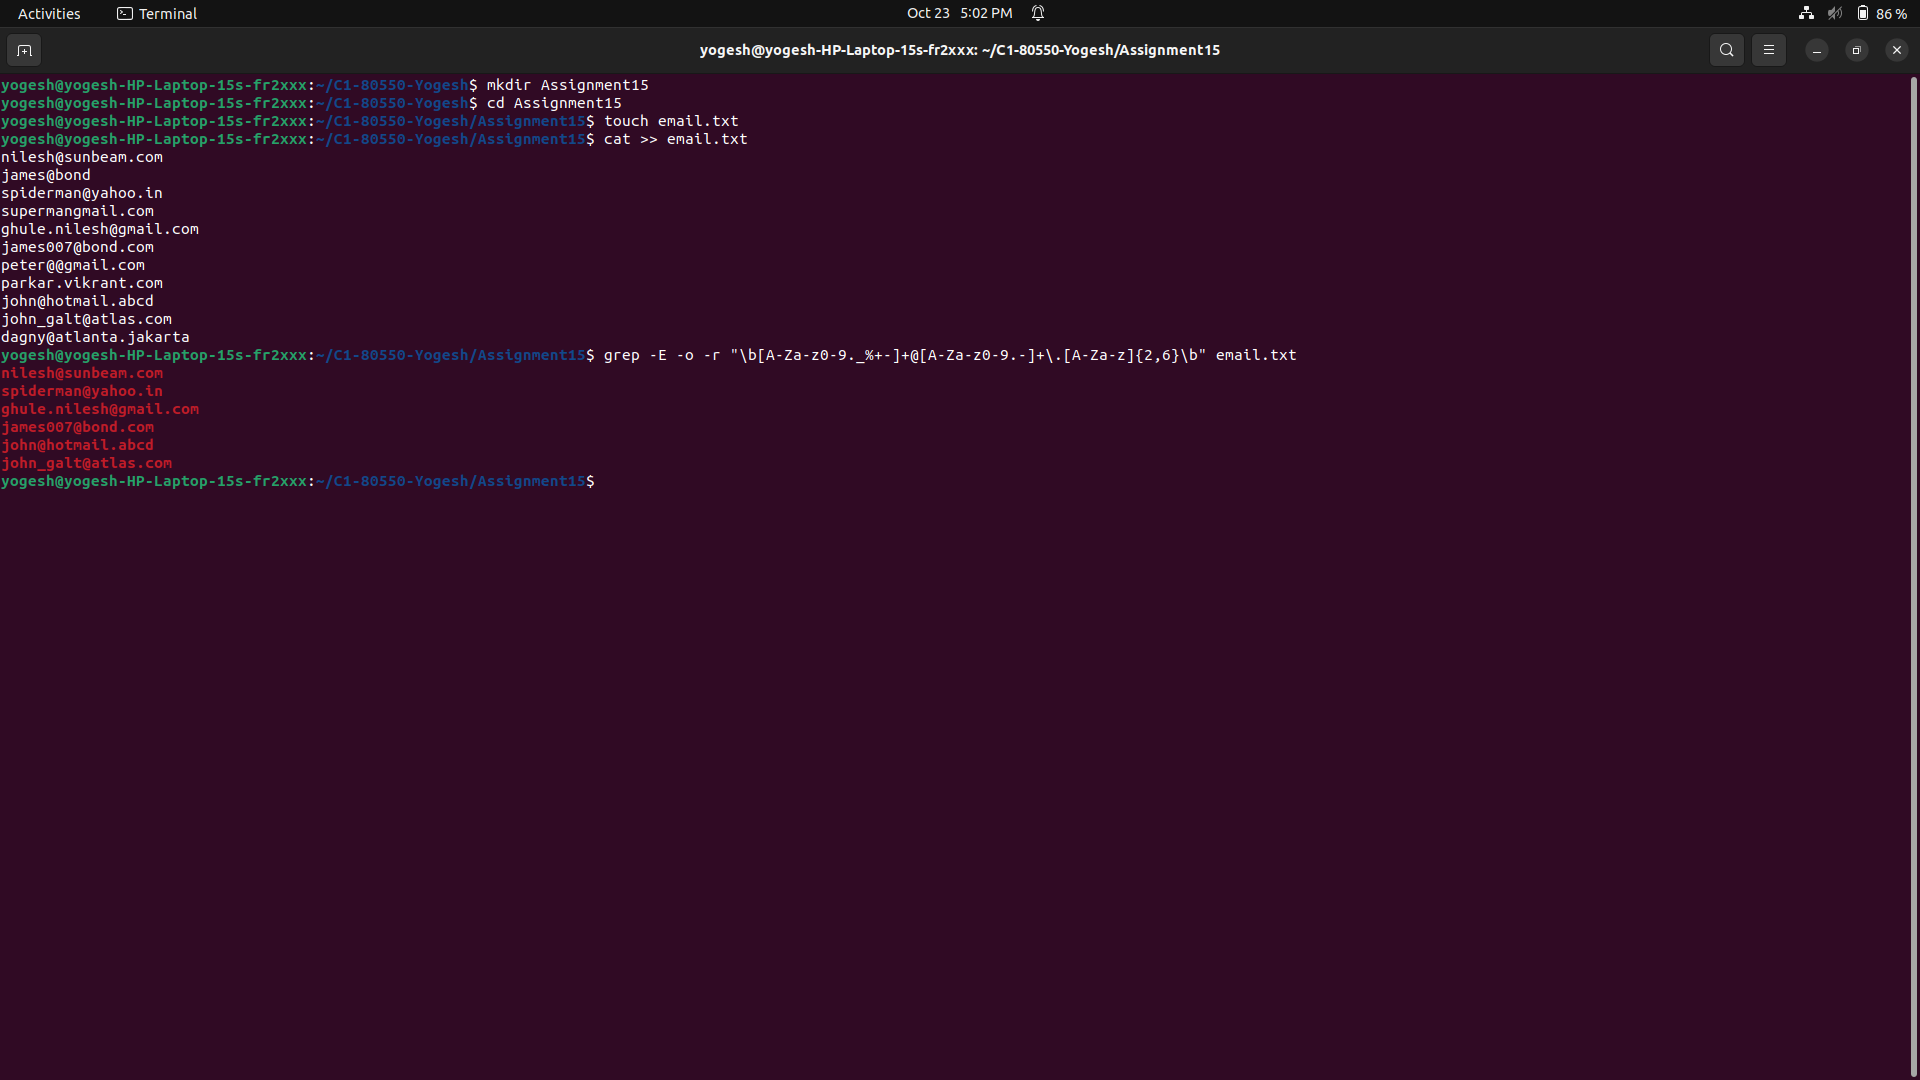 Activities Terminal Oct 23 5:02 PM 86 %
yogesh@yogesh-HP-Laptop-15s-fr2xxx: ~/C1-80550-Yogesh/Assignment15
yogesh@yogesh-HP-Laptop-15s-fr2xxx:~/C1-80550-Yogesh$ mkdir Assignment15
yogesh@yogesh-HP-Laptop-15s-fr2xxx:~/C1-80550-Yogesh$ cd Assignment15
yogesh@yogesh-HP-Laptop-15s-fr2xxx:~/C1-80550-Yogesh/Assignment15$ touch email.txt
yogesh@yogesh-HP-Laptop-15s-fr2xxx:~/C1-80550-Yogesh/Assignment15$ cat >> email.txt
nilesh@sunbeam.com
james@bond
spiderman@yahoo.in
supermangmail.com
ghule.nilesh@gmail.com
james007@bond.com
peter@@gmail.com
parkar.vikrant.com
john@hotmail.abcd
john_galt@atlas.com
dagny@atlanta.jakarta
yogesh@yogesh-HP-Laptop-15s-fr2xxx:~/C1-80550-Yogesh/Assignment15$ grep -E -o -r "\b[A-Za-z0-9._%+-]+@[A-Za-z0-9.-]+\.[A-Za-z]{2,6}\b" email.txt
nilesh@sunbeam.com
spiderman@yahoo.in
ghule.nilesh@gmail.com
james007@bond.com
john@hotmail.abcd
john_galt@atlas.com
yogesh@yogesh-HP-Laptop-15s-fr2xxx:~/C1-80550-Yogesh/Assignment15$